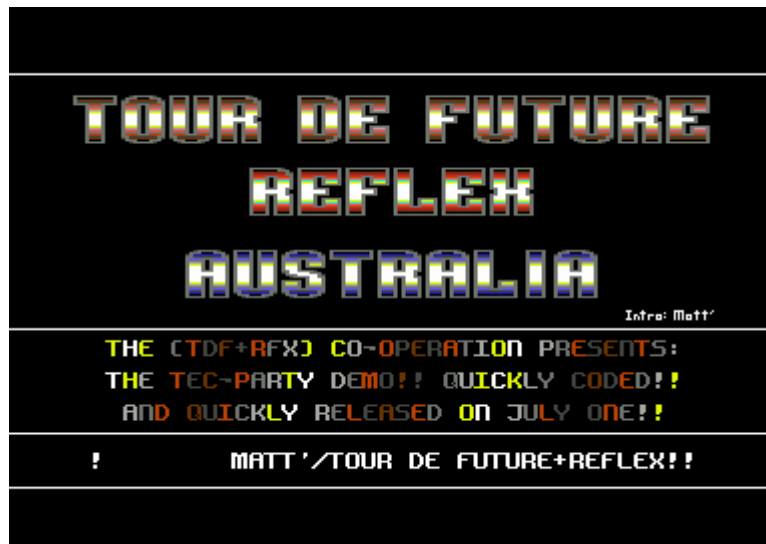 TOUR DE FUTURE
REFLEX
AUSTRALIA
Intro: Matt'
THE (TDF+RFX) CO-OPERATION PRESENTS:
THE TEC-PARTY DEMO!! QUICKLY CODED!!
AND QUICKLY RELEASED ON JULY ONE!!
! MATT'/TOUR DE FUTURE+REFLEX!!